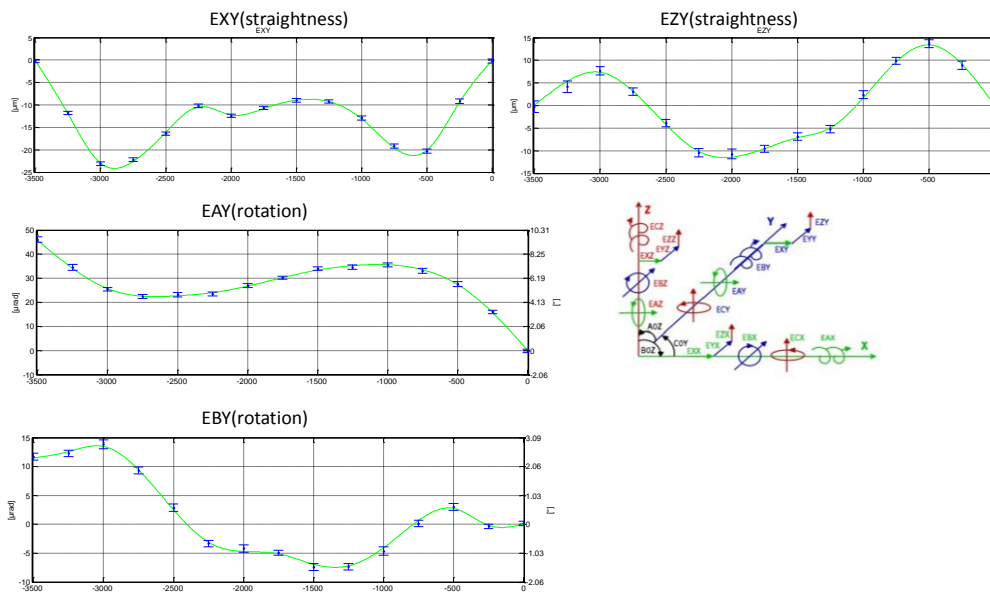 EXY(straightness)
EXY
5
0
-5
-10
-15
-20
-25
[µm]
-3500 -3000 -2500 -2000 -1500 -1000 -500 0
EZY(straightness)
EZY
15
10
5
0
-5
-10
-15
[µm]
-3500 -3000 -2500 -2000 -1500 -1000 -500
EAY(rotation)
50
40
30
20
10
0
-10
[µrad]
10.31
8.25
6.19
4.13
2.06
0
-2.06
["]
-3500 -3000 -2500 -2000 -1500 -1000 -500 0
Z
ECZ
EZZ
EYZ
EXZ
EBZ
EAZ
A0Z
B0Z
C0Y
Y
EZY
EYY
EXY
EBY
EAY
ECY
EZX
EYX
EXX
EBX
ECX
EAX
X
EBY(rotation)
15
10
5
0
-5
-10
[µrad]
3.09
2.06
1.03
0
-1.03
-2.06
["]
-3500 -3000 -2500 -2000 -1500 -1000 -500 0